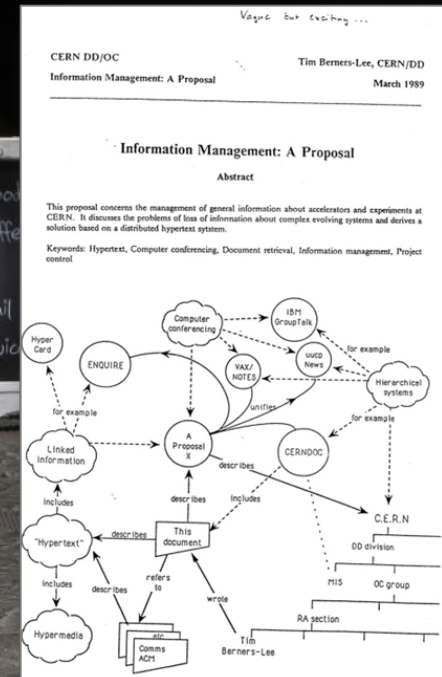 Vague but exciting ...
CERN DD/OC
Tim Berners-Lee, CERN/DD
Information Management: A Proposal
March 1989
Information Management: A Proposal
Abstract
This proposal concerns the management of general information about accelerators and experiments at
CERN. It discusses the problems of loss of information about complex evolving systems and derives a
solution based on a distributed hypertext sytstem.
Keywords: Hypertext, Computer conferencing, Document retrieval, Information management, Project
control
Computer
conferencing
IBM
GroupTalk
Hyper
Card
ENQUIRE
VAX/
NOTES
uucp
News
for example
Hierarchical
systems
for example
unifies
for example
Linked
information
A
Proposal
X
CERNDOC
describes
includes
describes
includes
C.E.R.N
"Hypertext"
describes
This
document
DD division
includes
describes
refers
to
wrote
MIS
OC group
RA section
Hypermedia
etc
Comms
ACM
Tim
Berners-Lee